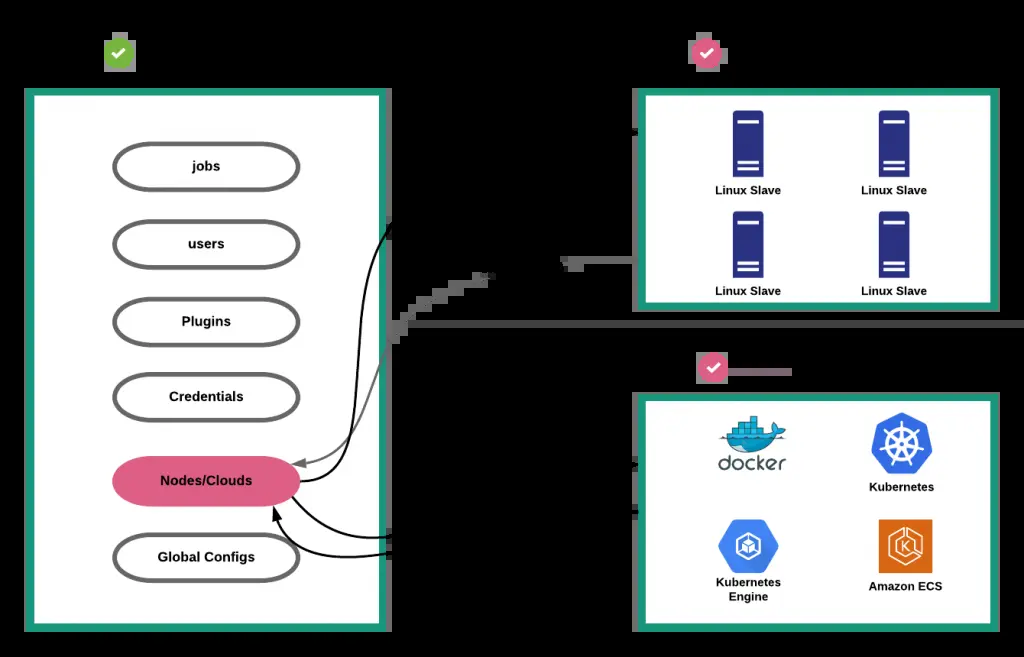 jobs
users
Plugins
Credentials
Nodes/Clouds
Global Configs
Linux Slave
Linux Slave
Linux Slave
Linux Slave
docker
Kubernetes
Kubernetes
Engine
Amazon ECS